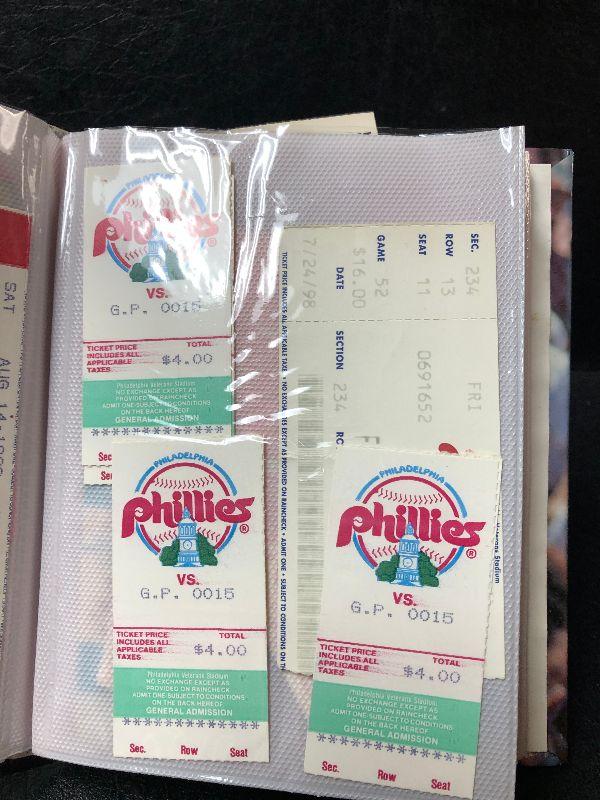 PHILADELPHIA
Phillies®
VS.
G.P. 0015
TICKET PRICE TOTAL
INCLUDES ALL
APPLICABLE $4.00
TAXES
Philadelphia Veterans Stadium
NO EXCHANGE EXCEPT AS
PROVIDED ON RAINCHECK
ADMIT ONE-SUBJECT TO CONDITIONS
ON THE BACK HEREOF
GENERAL ADMISSION
******************
Sec
SAT AUG 14
SEC. 234
ROW 13
SEAT 11
GAME 52
$16.00
DATE
7/24/98
SECTION
234
FRI
0691652
TICKET PRICE INCLUDES ALL APPLICABLE TAXES • NO EXCHANGES EXCEPT AS PROVIDED ON RAINCHECK • ADMIT ONE • SUBJECT TO CONDITIONS ON TH
Veterans Stadium
PHILADELPHIA
Phillies®
VS.
G.P. 0015
TICKET PRICE TOTAL
INCLUDES ALL
APPLICABLE $4.00
TAXES
Philadelphia Veterans Stadium
NO EXCHANGE EXCEPT AS
PROVIDED ON RAINCHECK
ADMIT ONE-SUBJECT TO CONDITIONS
ON THE BACK HEREOF
GENERAL ADMISSION
******************
Sec. Row Seat
PHILADELPHIA
Phillies®
VS.
G.P. 0015
TICKET PRICE TOTAL
INCLUDES ALL
APPLICABLE $4.00
TAXES
Philadelphia Veterans Stadium
NO EXCHANGE EXCEPT AS
PROVIDED ON RAINCHECK
ADMIT ONE-SUBJECT TO CONDITIONS
ON THE BACK HEREOF
GENERAL ADMISSION
******************
Sec. Row Seat